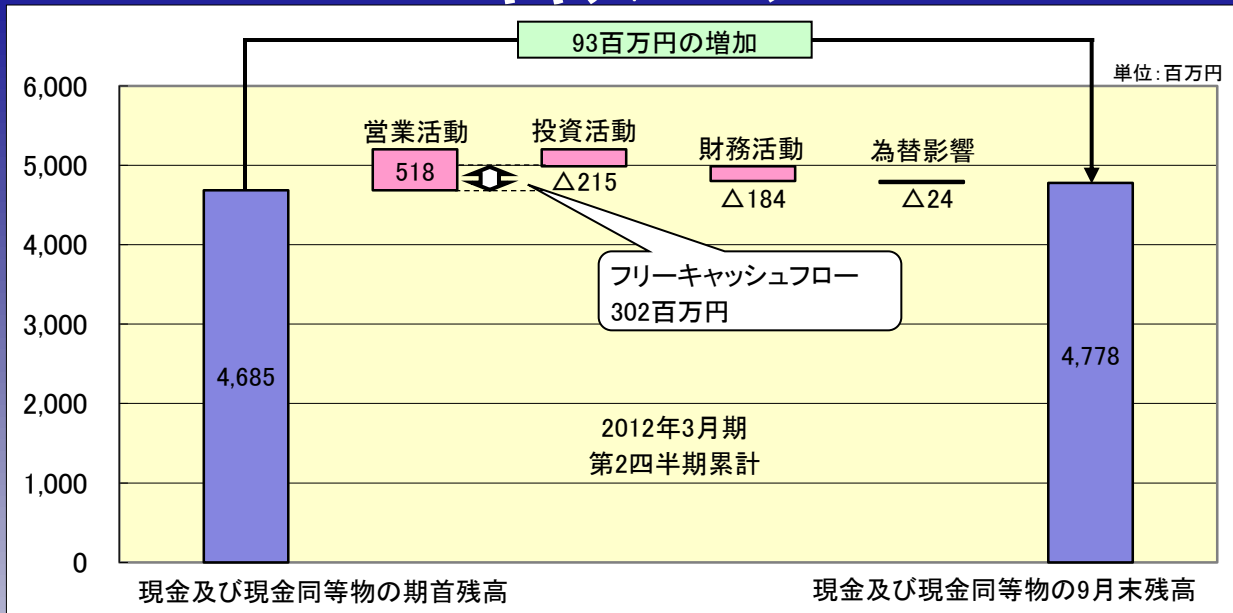 93百万円の増加
単位:百万円
6,000
5,000
4,000
3,000
2,000
1,000
0
営業活動
518
投資活動
△215
財務活動
△184
為替影響
△24
フリーキャッシュフロー
302百万円
4,685
4,778
2012年3月期
第2四半期累計
現金及び現金同等物の期首残高
現金及び現金同等物の9月末残高